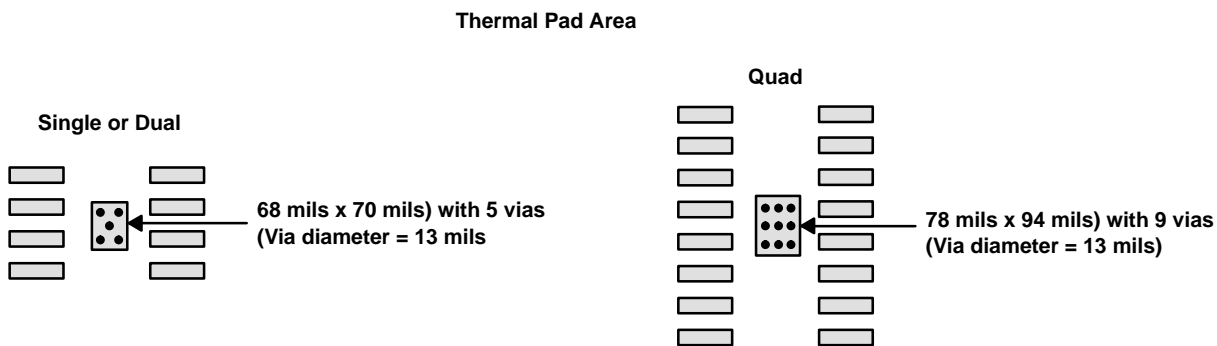 Thermal Pad Area
Single or Dual
68 mils x 70 mils) with 5 vias
(Via diameter = 13 mils
Quad
78 mils x 94 mils) with 9 vias
(Via diameter = 13 mils)